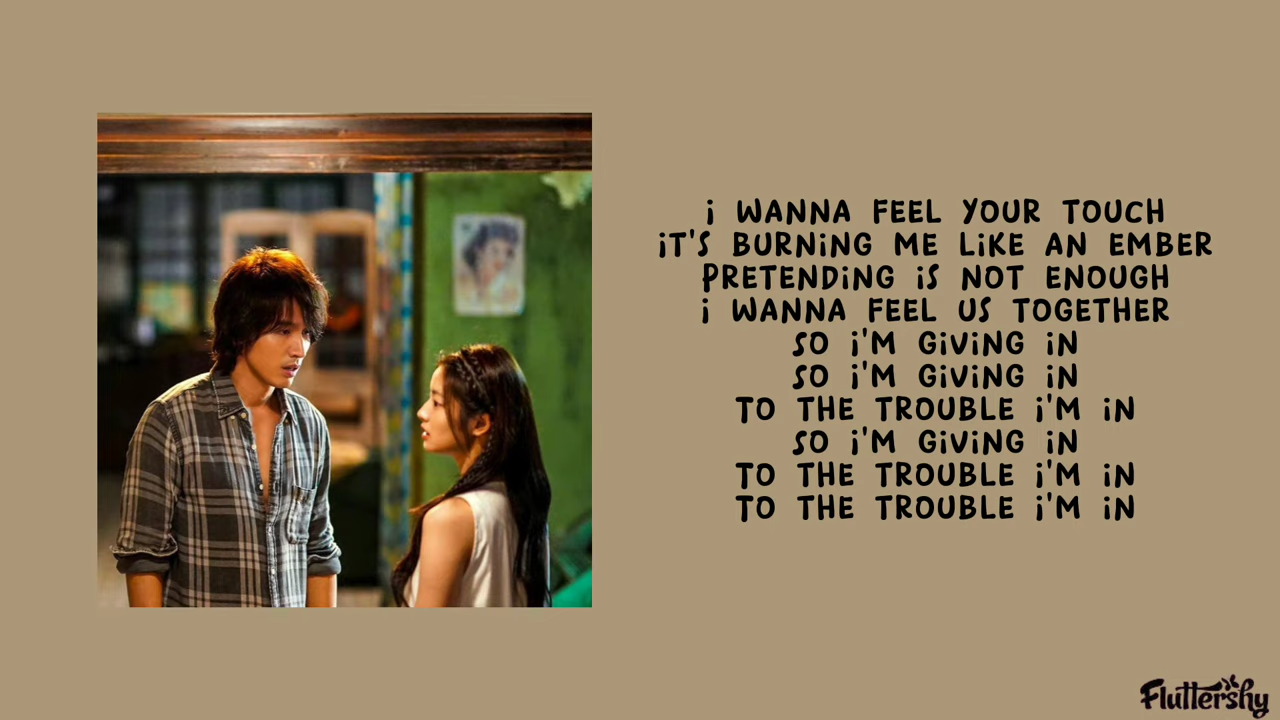 i WANNA FEEL YOUR TOUCH
iT'S BURNiNG ME LiKE AN EMBER
PRETENDiNG iS NOT ENOUGH
i WANNA FEEL US TOGETHER
SO i'M GiViNG iN
SO i'M GiViNG iN
TO THE TROUBLE i'M iN
SO i'M GiViNG iN
TO THE TROUBLE i'M iN
TO THE TROUBLE i'M iN
Fluttershy